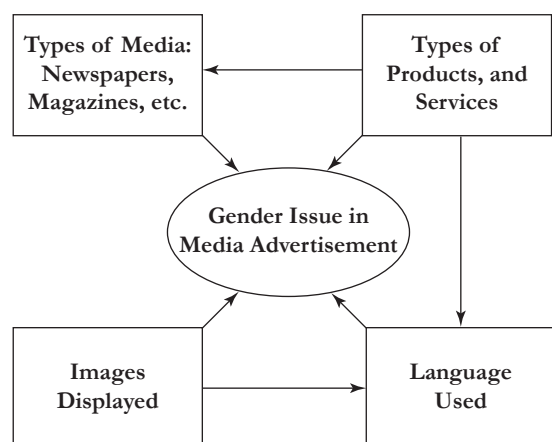 Types of Media:
Newspapers,
Magazines, etc.
Types of
Products, and
Services
Gender Issue in
Media Advertisement
Images
Displayed
Language
Used